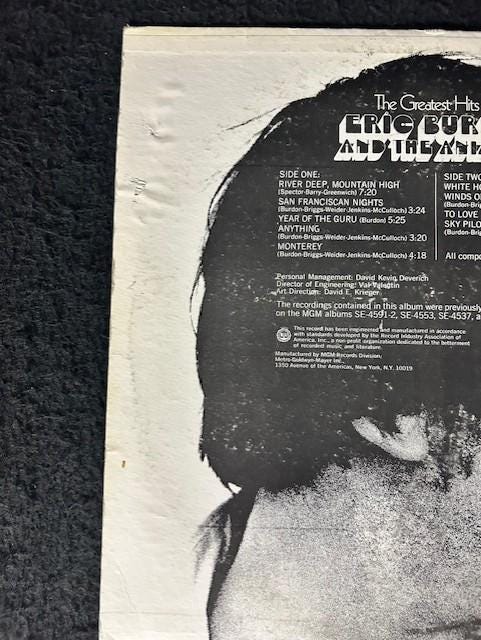 The Greatest Hits
ERIC BUR
AND THE ANI
SIDE ONE:
RIVER DEEP, MOUNTAIN HIGH
(Spector-Barry-Greenwich) 7:20
SAN FRANCISCAN NIGHTS
(Burdon-Briggs-Weider-Jenkins-McCulloch) 3:24
YEAR OF THE GURU (Burdon) 5:25
ANYTHING
(Burdon-Briggs-Weider-Jenkins-McCulloch) 3:20
MONTEREY
(Burdon-Briggs-Weider-Jenkins-McCulloch) 4:18
SIDE TWO
WHITE HO
WINDS O
(Burdon-Brig
TO LOVE
SKY PILO
(Burdon-Brig
All compo
Personal Management: David Kevin Deverich
Director of Engineering: Val Valentin
Art Direction: David E. Krieger
The recordings contained in this album were previously
on the MGM albums SE-4591-2, SE-4553, SE-4537, a
This record has been engineered and manufactured in accordance
with standards developed by the Record Industry Association of
America, Inc., a non-profit organization dedicated to the betterment
of recorded music and literature.
Manufactured by MGM Records Division,
Metro-Goldwyn-Mayer Inc.,
1350 Avenue of the Americas, New York, N.Y. 10019